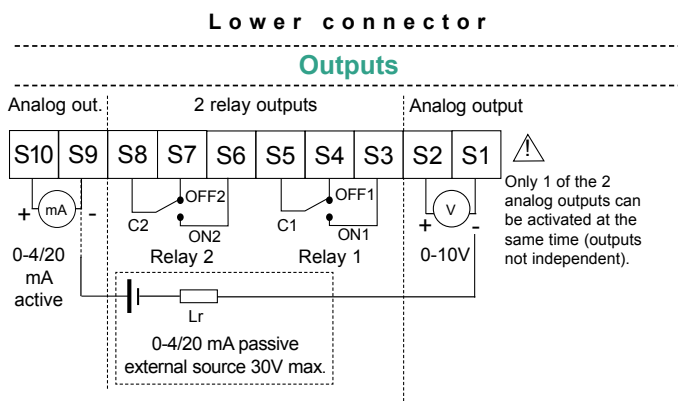 Lower connector
Outputs
Analog out.
2 relay outputs
Analog output
S10 S9 S8 S7 S6 S5 S4 S3 S2 S1
Only 1 of the 2
analog outputs can
be activated at the
same time (outputs
not independent).
+ mA -
C2
OFF2
ON2
Relay 2
C1
OFF1
ON1
Relay 1
+ V -
0-10V
0-4/20
mA
active
Lr
0-4/20 mA passive
external source 30V max.